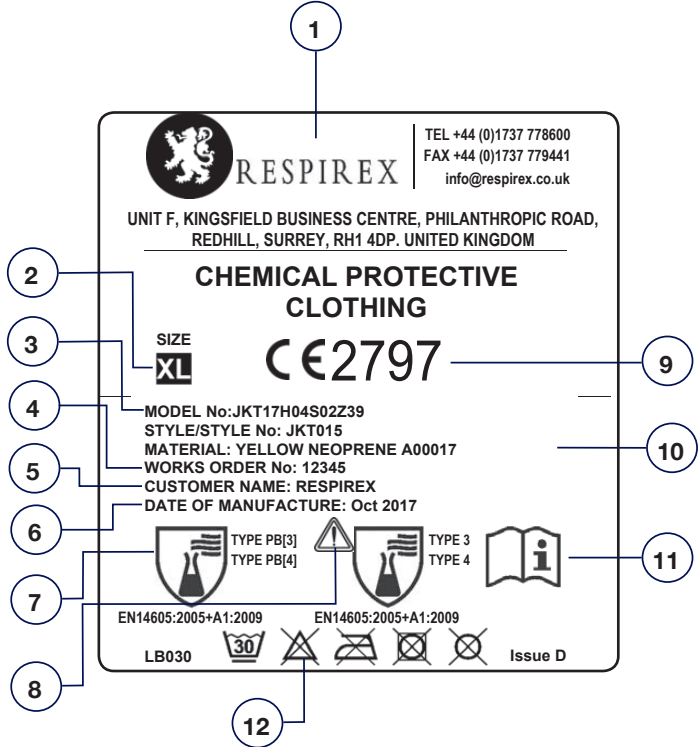 1
RESPIREX
TEL +44 (0)1737 778600
FAX +44 (0)1737 779441
info@respirex.co.uk
UNIT F, KINGSFIELD BUSINESS CENTRE, PHILANTHROPIC ROAD,
REDHILL, SURREY, RH1 4DP. UNITED KINGDOM
2
CHEMICAL PROTECTIVE
CLOTHING
3
SIZE
XL
CE2797
9
4
MODEL No:JKT17H04S02Z39
STYLE/STYLE No: JKT015
MATERIAL: YELLOW NEOPRENE A00017
10
5
WORKS ORDER No: 12345
CUSTOMER NAME: RESPIREX
6
DATE OF MANUFACTURE: Oct 2017
7
TYPE PB[3]
TYPE PB[4]
TYPE 3
TYPE 4
i
11
EN14605:2005+A1:2009
EN14605:2005+A1:2009
8
LB030
30
Issue D
12